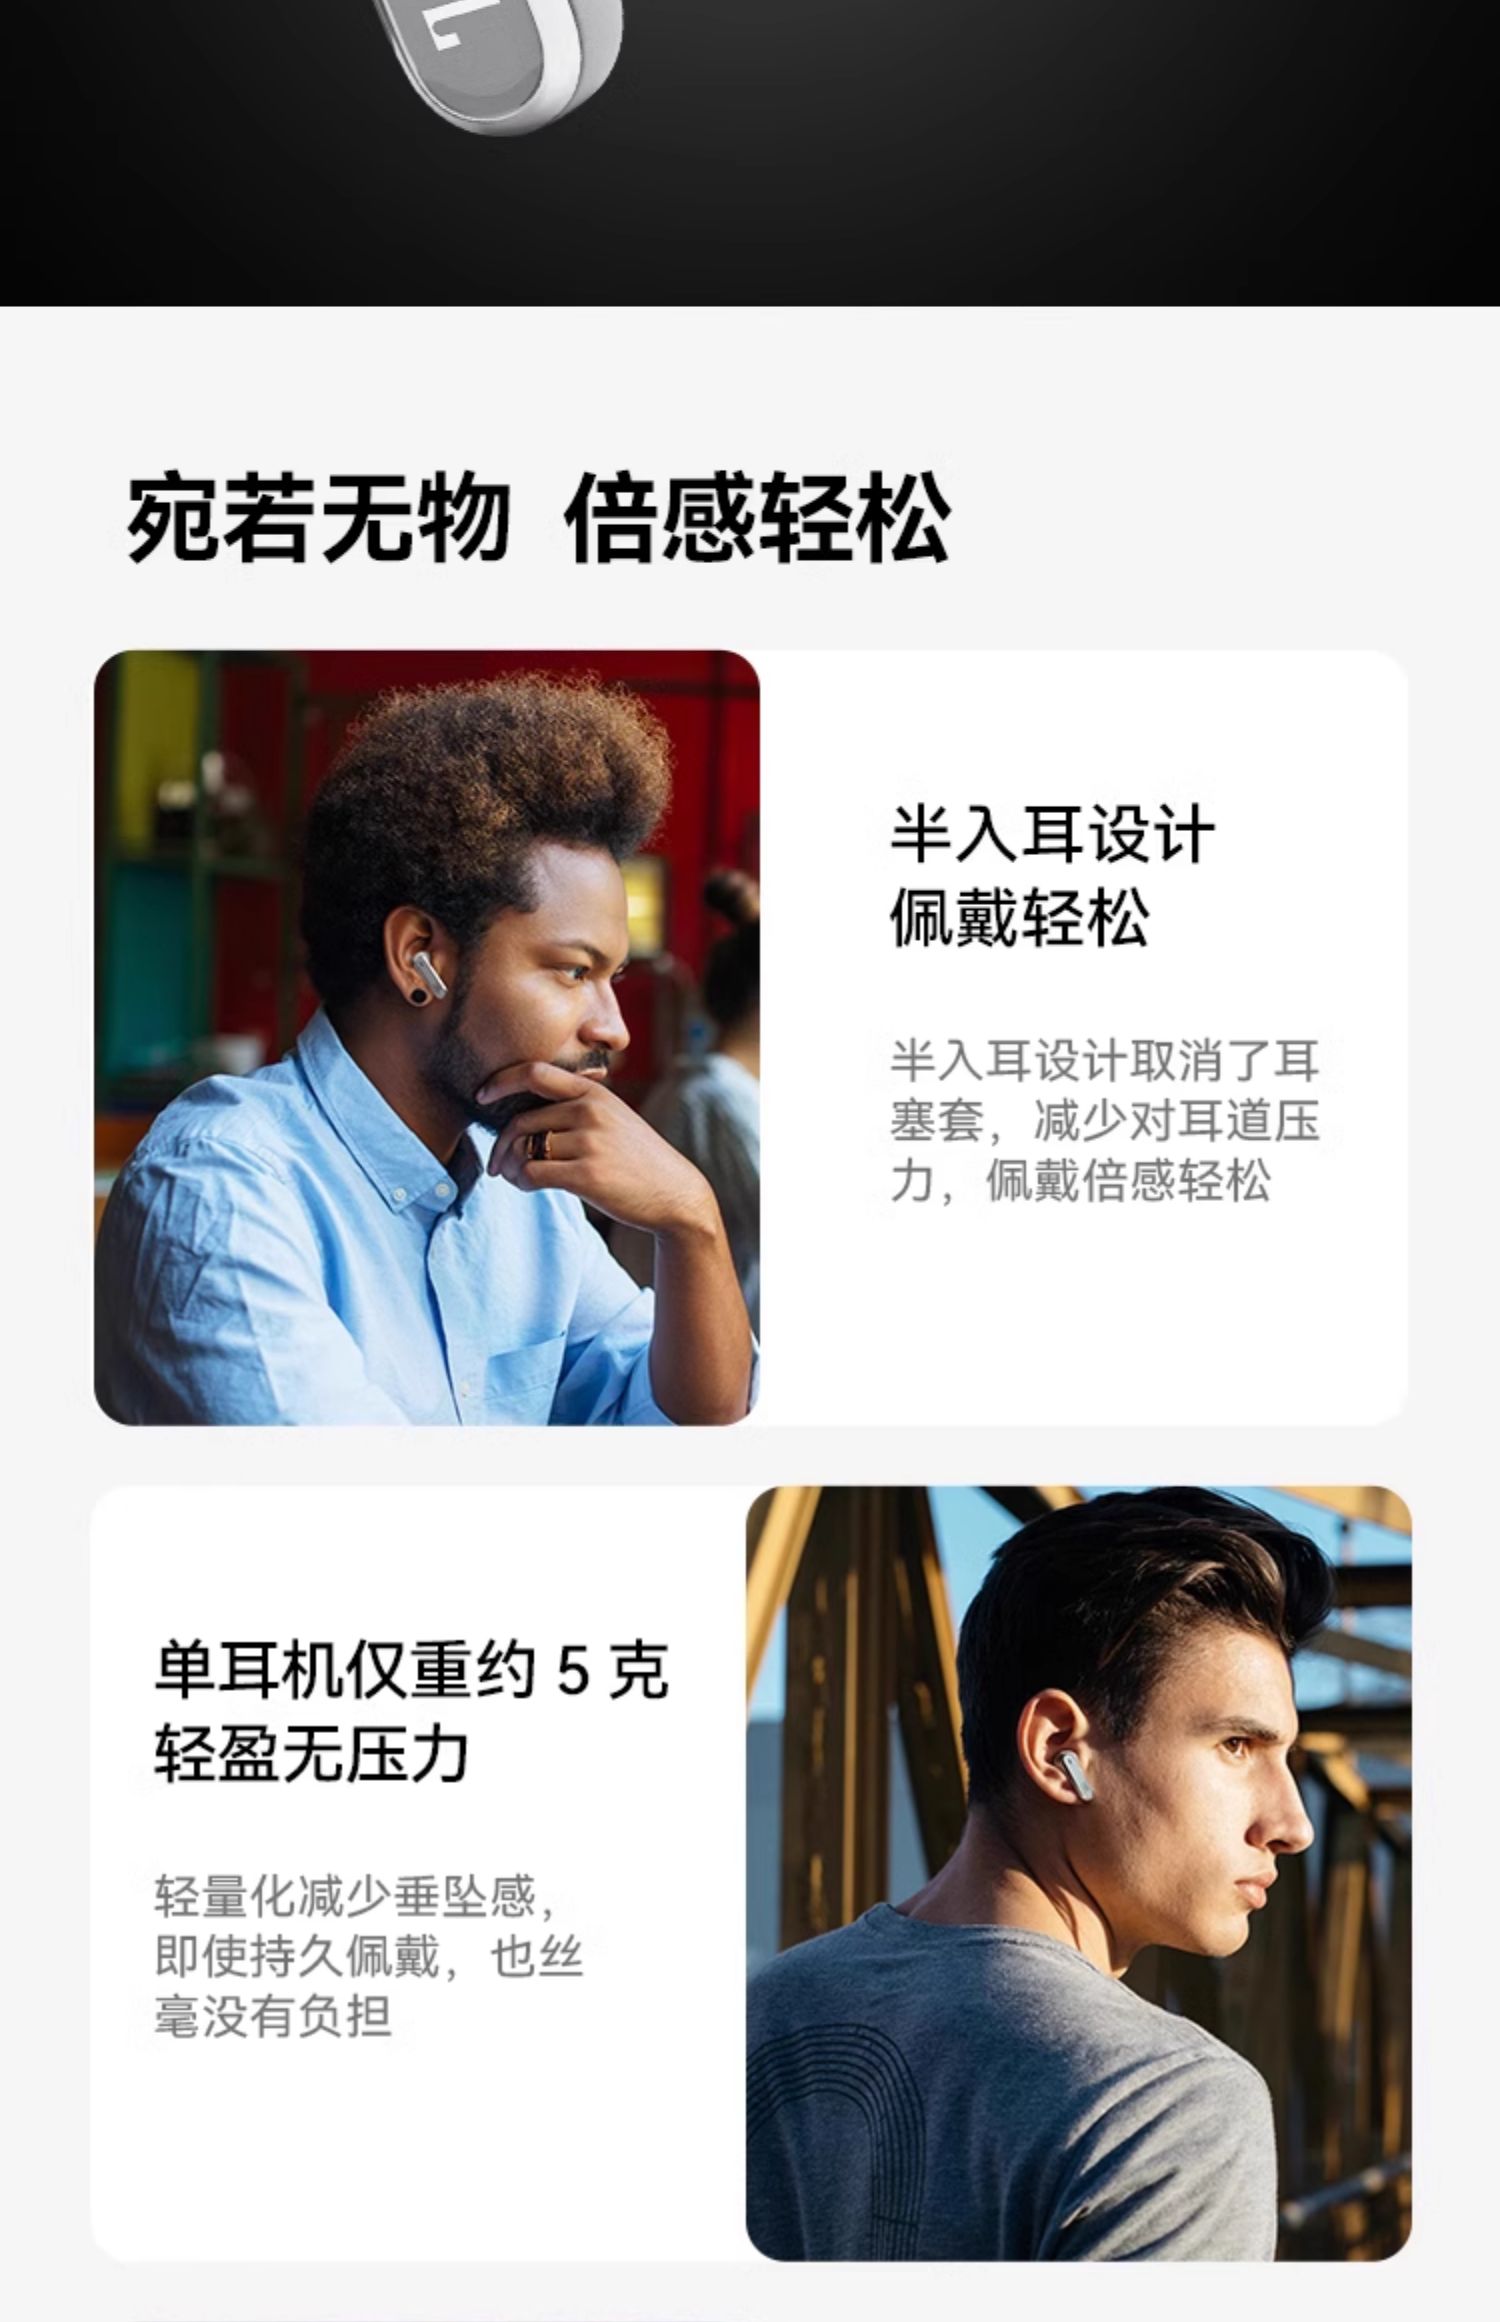 宛若无物 倍感轻松
半入耳设计
佩戴轻松
半入耳设计取消了耳
塞套，减少对耳道压
力，佩戴倍感轻松
单耳机仅重约 5 克
轻盈无压力
轻量化减少垂坠感，
即使持久佩戴，也丝
毫没有负担